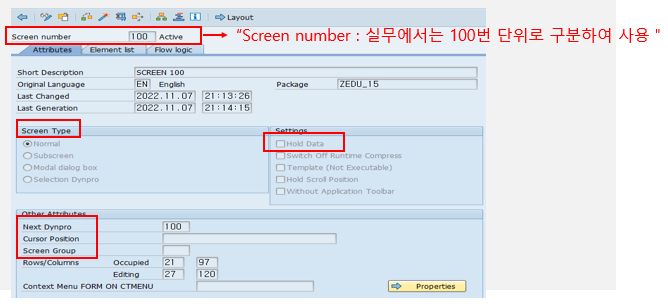 Layout
Screen number 100 Active
"Screen number : 실무에서는 100번 단위로 구분하여 사용 "
Attributes Element list Flow logic
Short Description SCREEN 100
Original Language EN English Package ZEDU_15
Last Changed 2022.11.07 21:13:26
Last Generation 2022.11.07 21:14:15
Screen Type Settings
Normal Hold Data
Subscreen Switch Off Runtime Compress
Modal dialog box Template (Not Executable)
Selection Dynpro Hold Scroll Position
Without Application Toolbar
Other Attributes
Next Dynpro 100
Cursor Position
Screen Group
Rows/Columns Occupied 21 97
Editing 27 120
Context Menu FORM ON CTMENU Properties